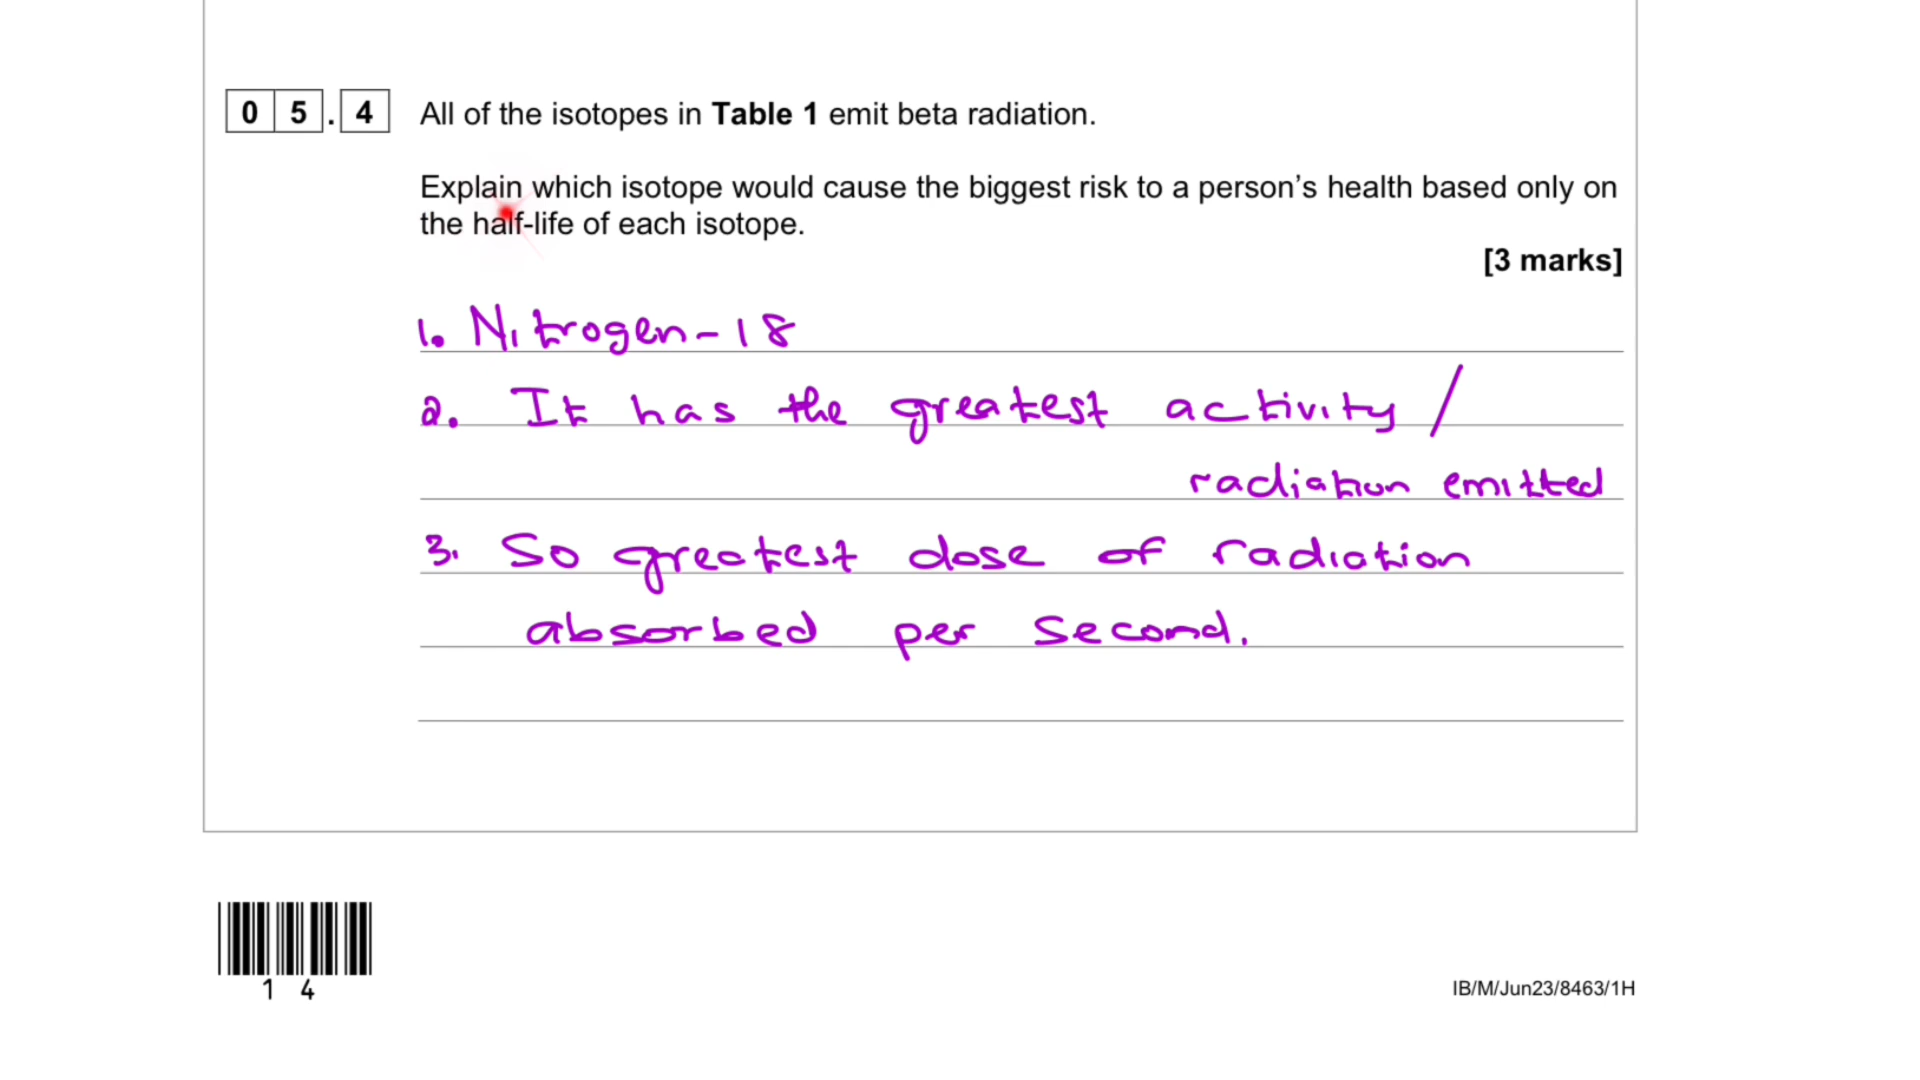 0 5 . 4 All of the isotopes in Table 1 emit beta radiation.
Explain which isotope would cause the biggest risk to a person’s health based only on
the half-life of each isotope.
[3 marks]
1. Nitrogen-18
2. It has the greatest activity /
radiation emitted
3. So greatest dose of radiation
absorbed per second.
1 4
IB/M/Jun23/8463/1H